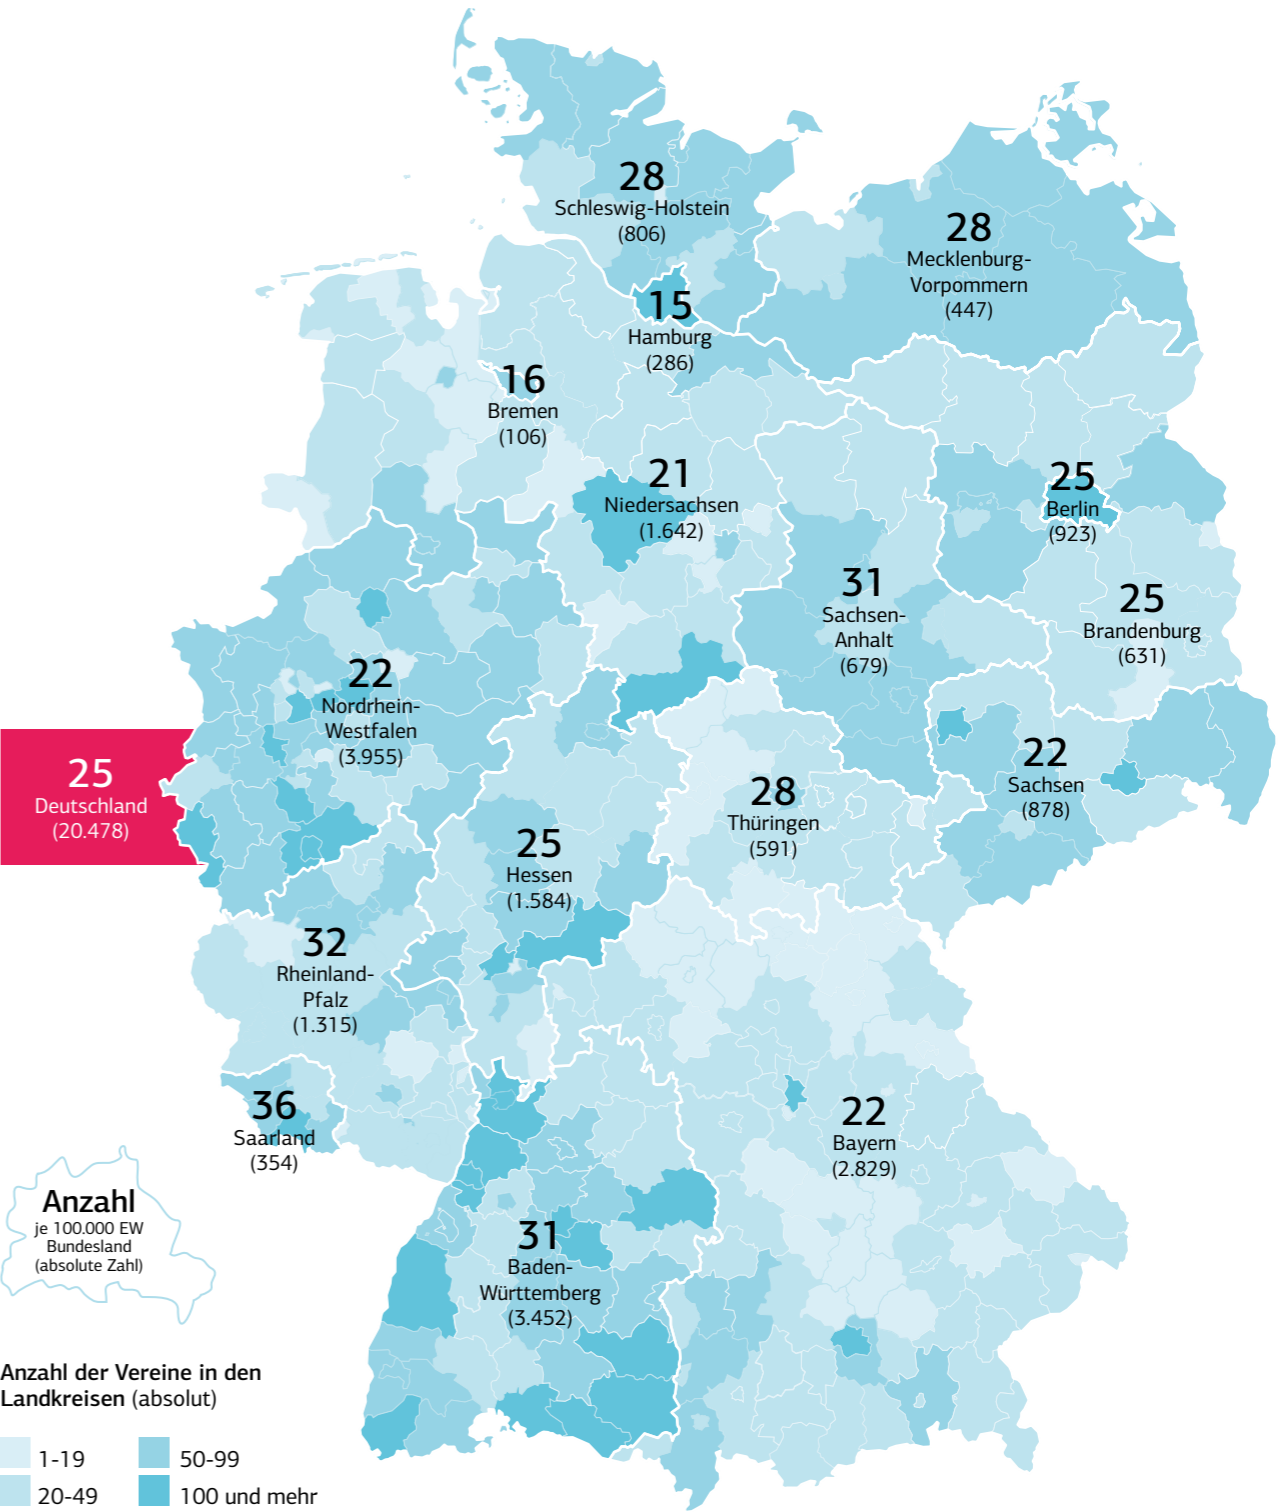 28
Schleswig-Holstein
(806)
28
Mecklenburg-
Vorpommern
(447)
15
Hamburg
(286)
16
Bremen
(106)
21
Niedersachsen
(1.642)
25
Berlin
(923)
31
Sachsen-
Anhalt
(679)
25
Brandenburg
(631)
22
Nordrhein-
Westfalen
(3.955)
25
Deutschland
(20.478)
22
Sachsen
(878)
28
Thüringen
(591)
25
Hessen
(1.584)
32
Rheinland-
Pfalz
(1.315)
36
Saarland
(354)
22
Bayern
(2.829)
31
Baden-
Württemberg
(3.452)
Anzahl
je 100.000 EW
Bundesland
(absolute Zahl)
Anzahl der Vereine in den
Landkreisen (absolut)
1-19
50-99
20-49
100 und mehr